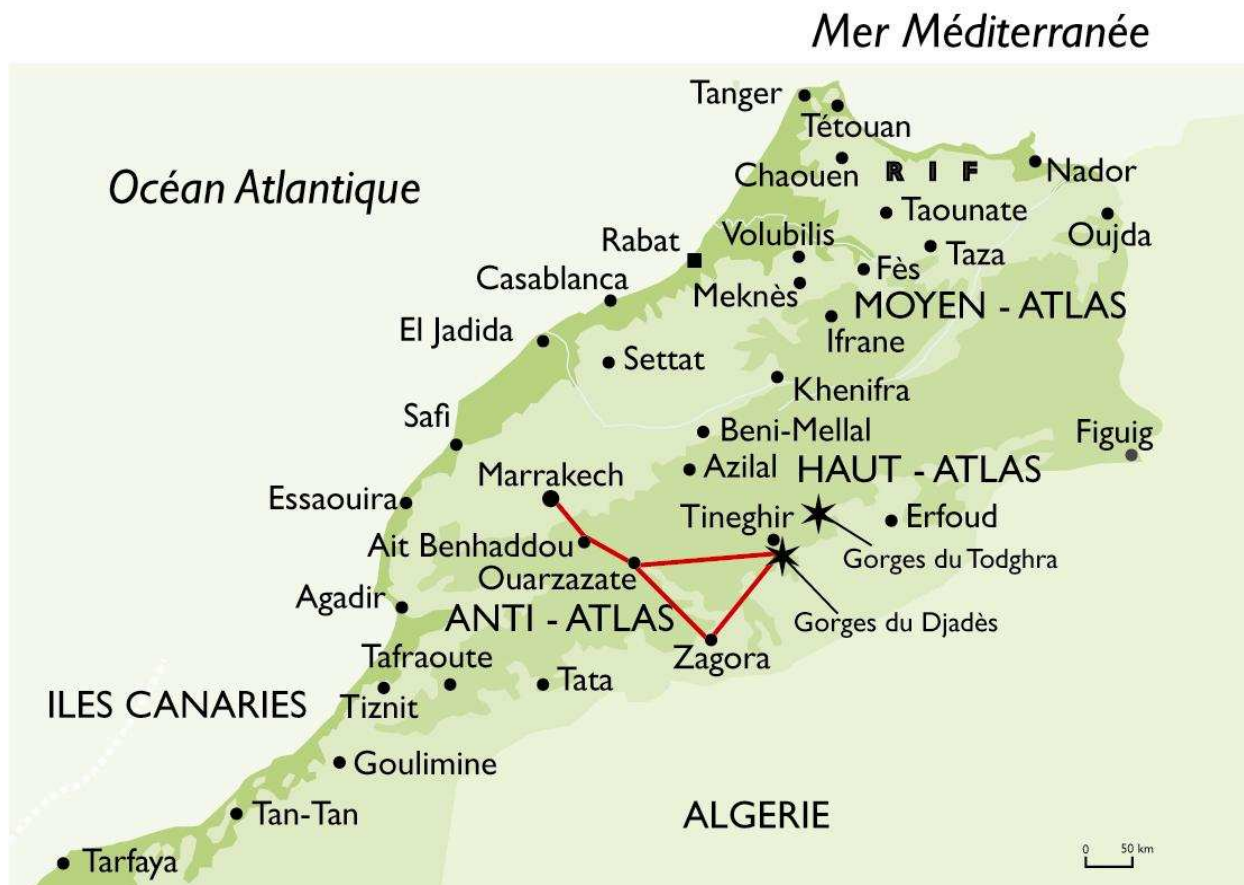 Mer Méditerranée
Tanger
Tétouan
Océan Atlantique
Chaouen
RIF
Nador
Taounate
Rabat
Volubilis
Oujda
Taza
Casablanca
Fès
Meknès
MOYEN - ATLAS
El Jadida
Ifrane
Settat
Khenifra
Safi
Beni-Mellal
Figuig
Azilal
HAUT - ATLAS
Marrakech
Essaouira
Tineghir
Erfoud
Ait Benhaddou
Gorges du Todghra
Ouarzazate
Agadir
ANTI - ATLAS
Gorges du Djadès
Tafraoute
Zagora
Tata
ILES CANARIES
Tiznit
Goulimine
Tan-Tan
ALGERIE
0 50 km
Tarfaya